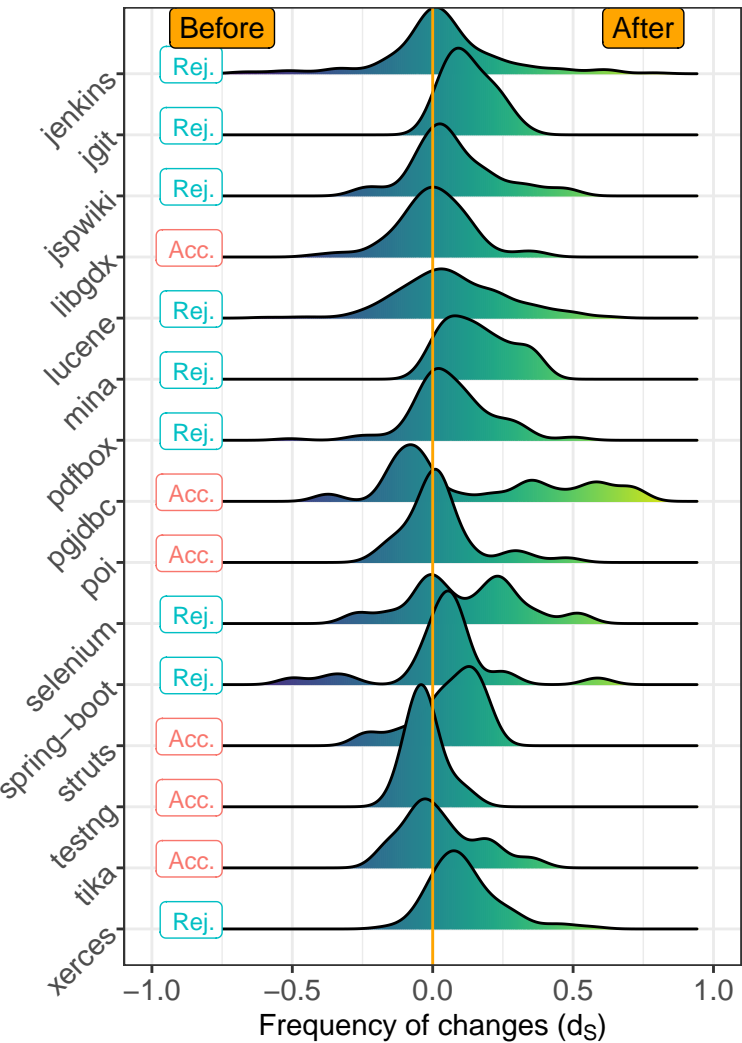 Before After
jenkins Rej.
jgit Rej.
jspwiki Rej.
libgdx Acc.
lucene Rej.
mina Rej.
pdfbox Rej.
pgjdbc Acc.
poi Acc.
selenium Rej.
spring−boot Rej.
struts Acc.
testng Acc.
tika Acc.
xerces Rej.
−1.0 −0.5 0.0 0.5 1.0
Frequency of changes (dS)